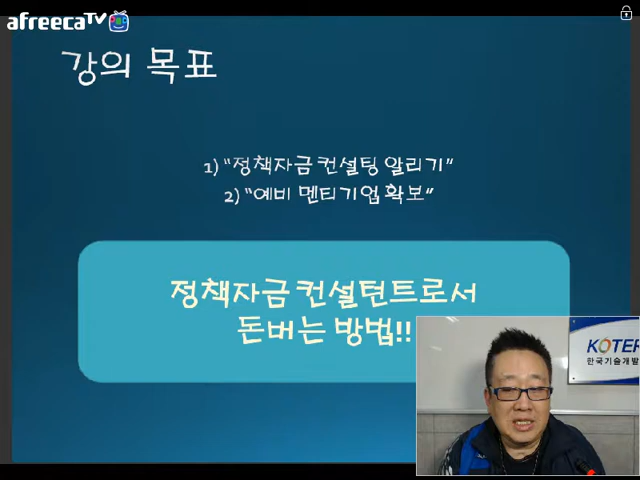 afreecaTV
강의 목표
1) “정책자금 컨설팅 알리기”
2) “예비 멘티기업 확보”
정책자금 컨설턴트로서
돈버는 방법!!
KOTER
한국기술개발